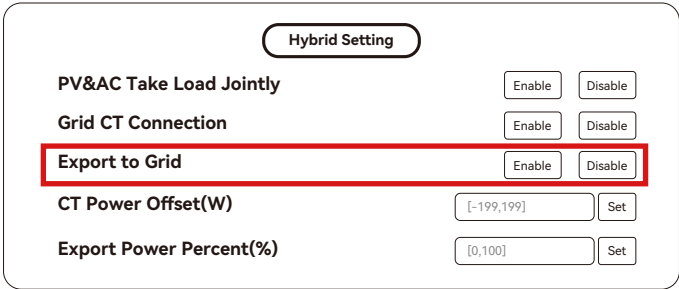 Hybrid Setting
PV&AC Take Load Jointly Enable Disable
Grid CT Connection Enable Disable
Export to Grid Enable Disable
CT Power Offset(W) [-199,199] Set
Export Power Percent(%) [0,100] Set